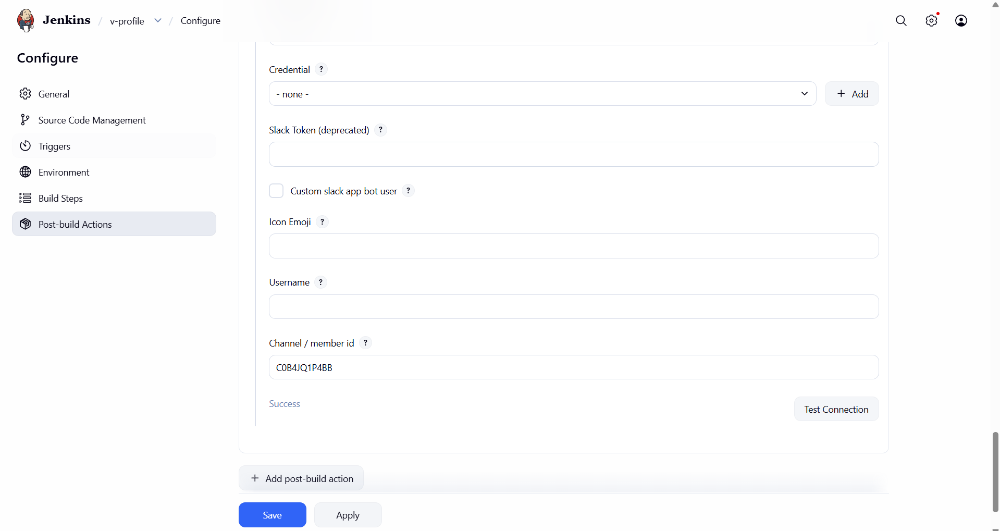 Jenkins / v-profile / Configure
Configure
General
Source Code Management
Triggers
Environment
Build Steps
Post-build Actions
Credential ?
- none -
+ Add
Slack Token (deprecated) ?
Custom slack app bot user ?
Icon Emoji ?
Username ?
Channel / member id ?
C0B4JQ1P4BB
Success
Test Connection
+ Add post-build action
Save
Apply